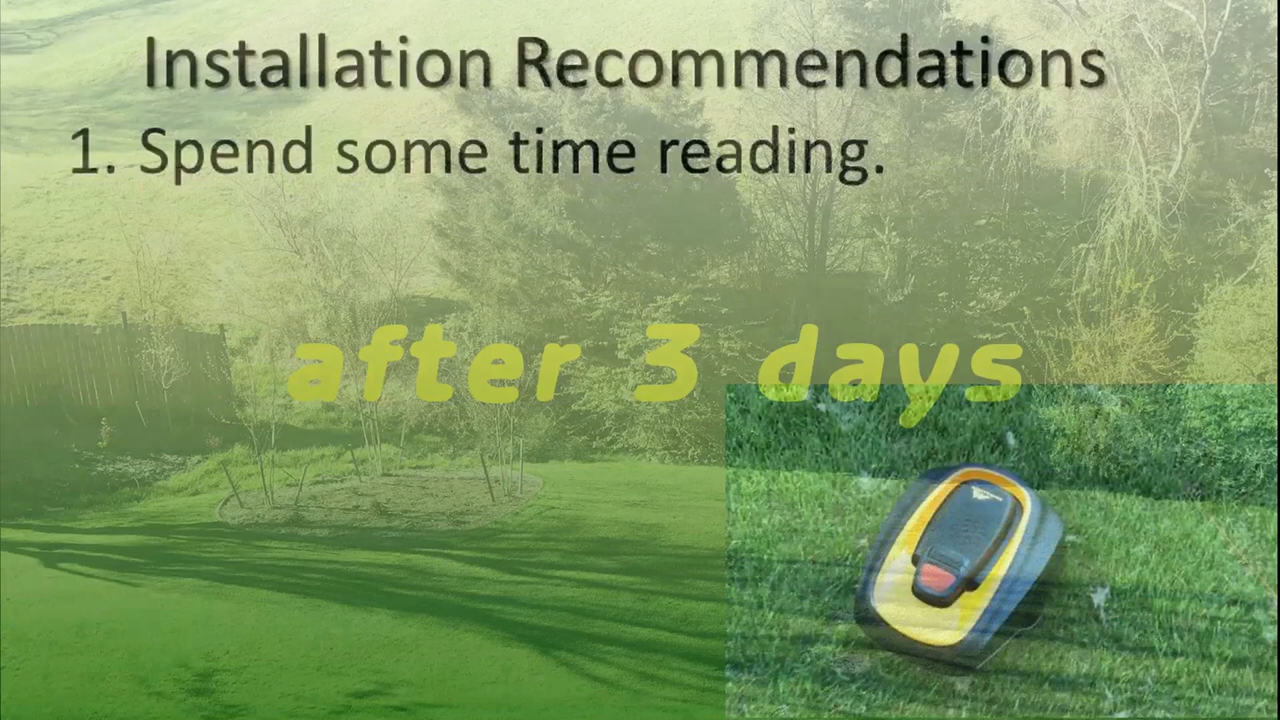 Installation Recommendations
1. Spend some time reading.
after 3 days